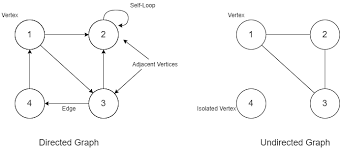 Self-Loop
Vertex
Vertex
1
2
1
2
Adjacent Vertices
4
3
4
3
Edge
Isolated Vertex
Directed Graph
Undirected Graph